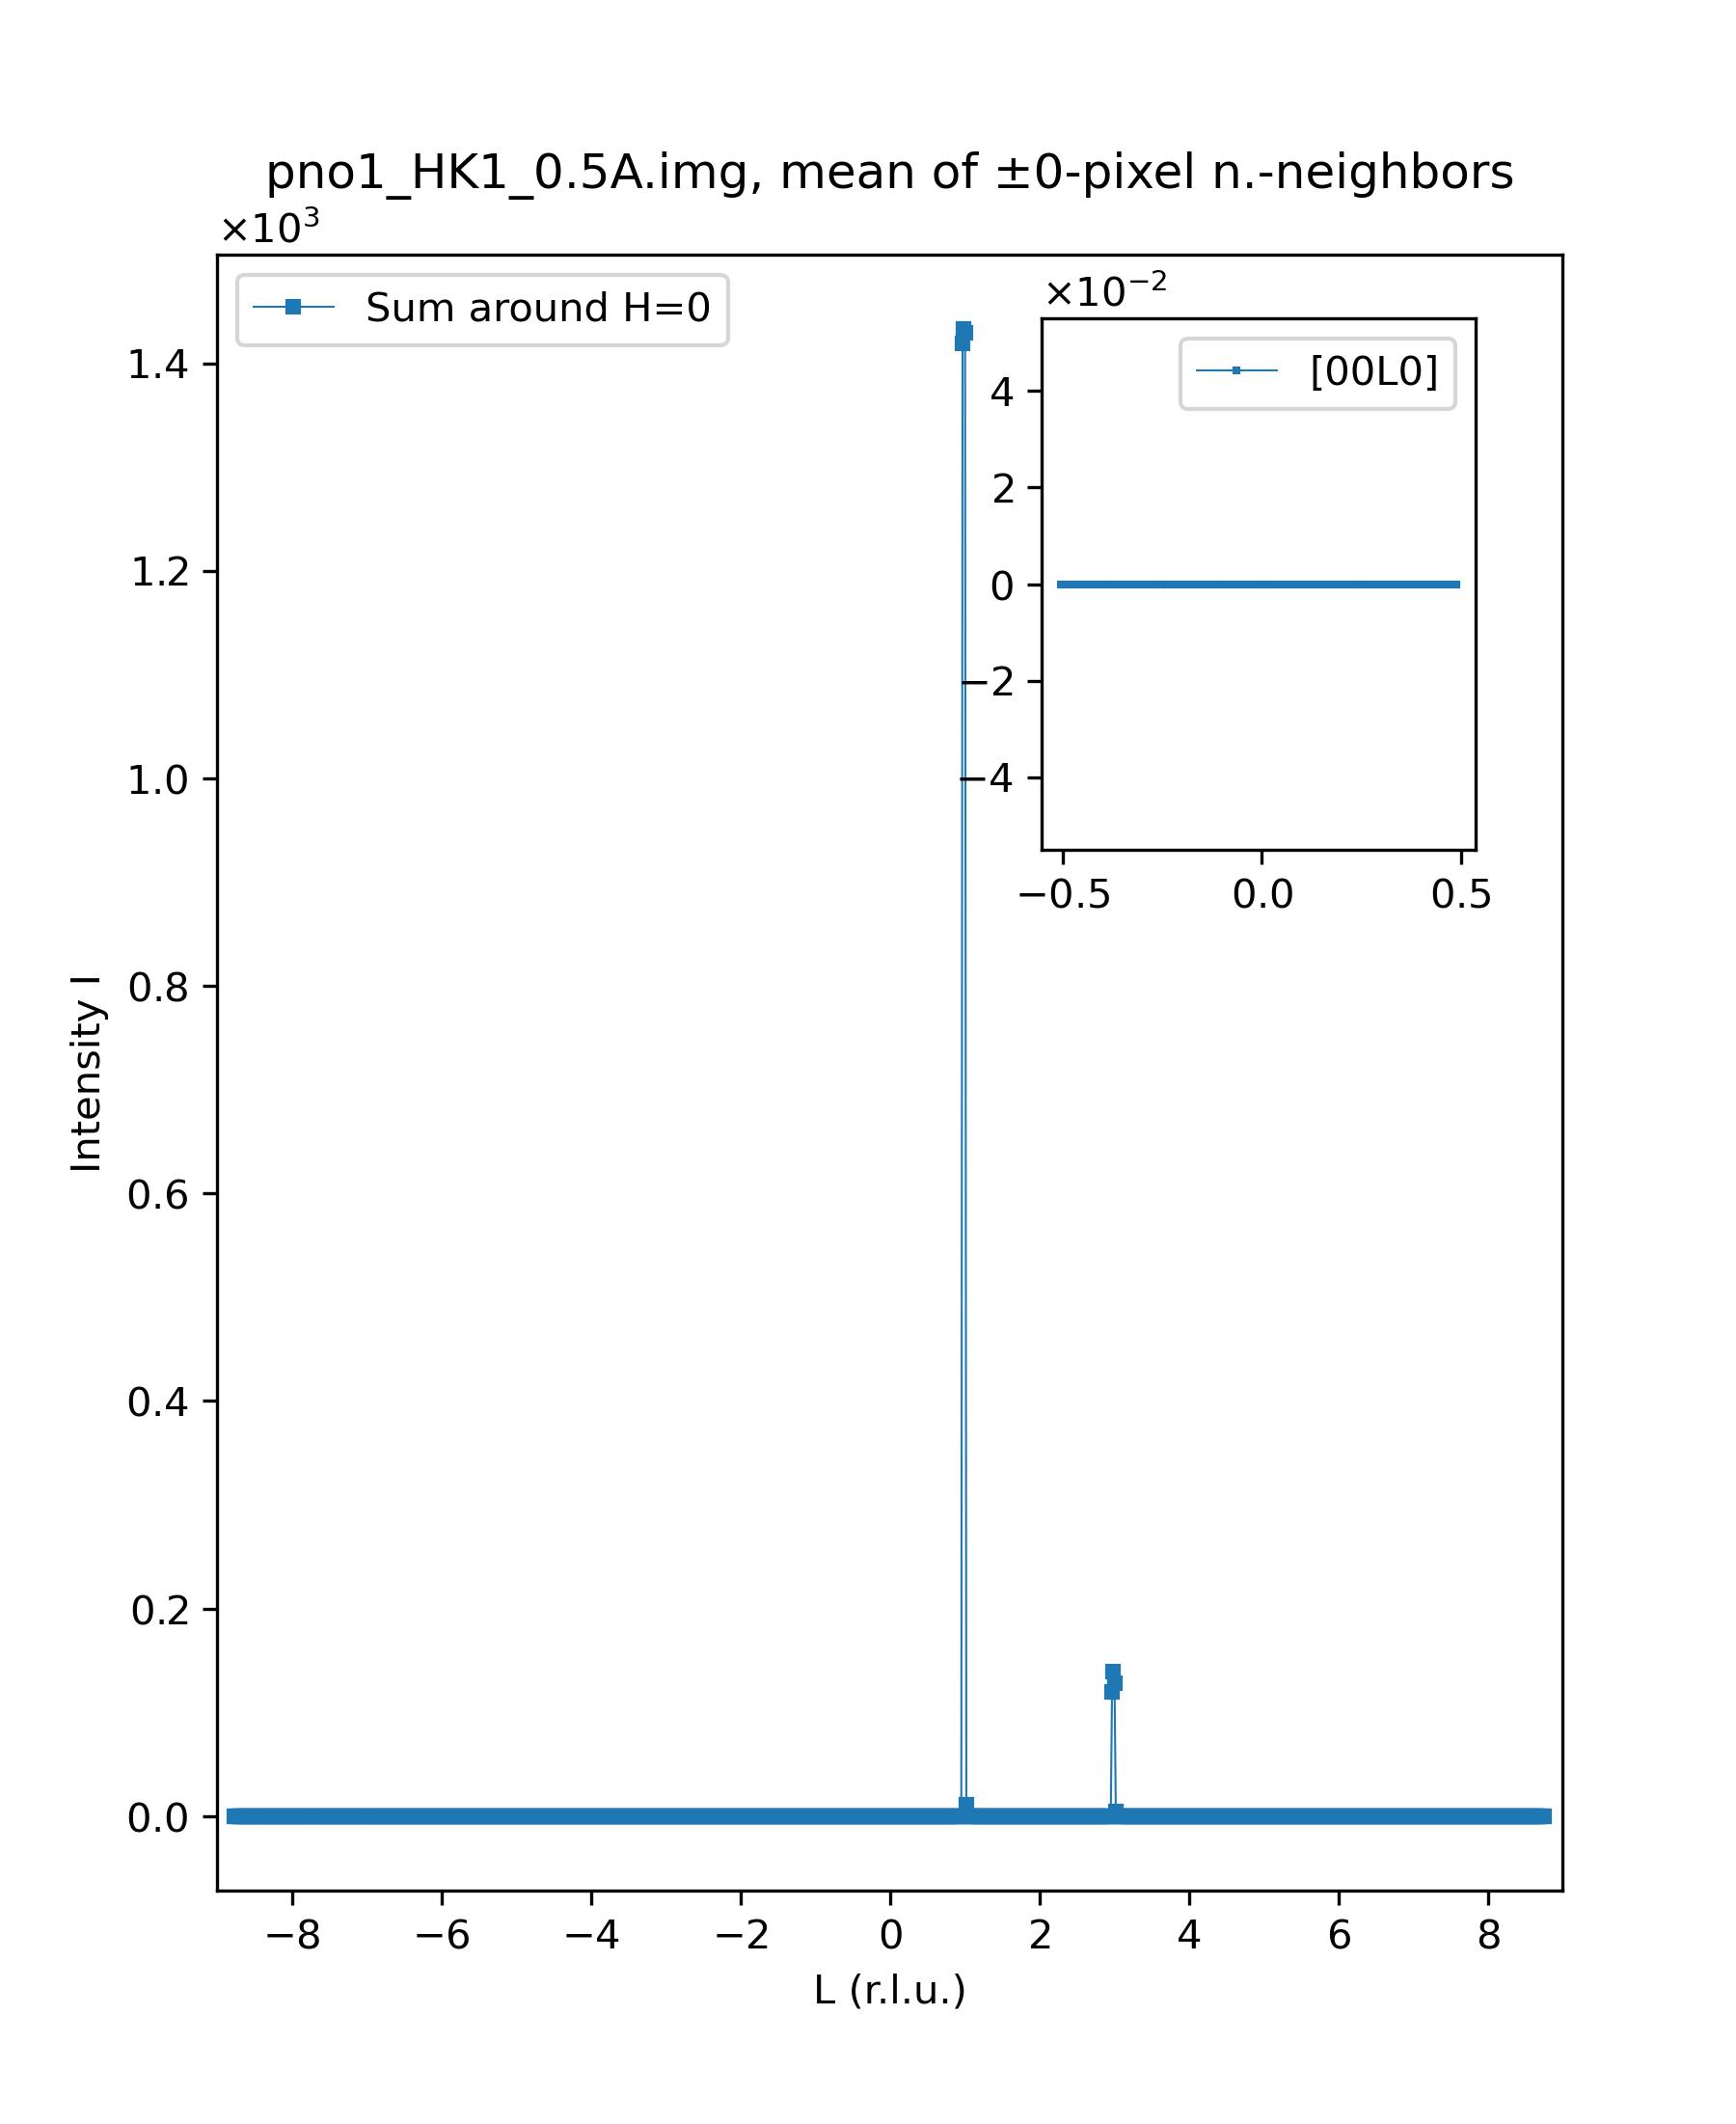 pno1_HK1_0.5A.img, mean of ±0-pixel n.-neighbors
×10³
Sum around H=0
×10⁻²
[00L0]
4
2
0
−2
−4
−0.5 0.0 0.5
1.4
1.2
1.0
0.8
0.6
0.4
0.2
0.0
Intensity I
−8 −6 −4 −2 0 2 4 6 8
L (r.l.u.)